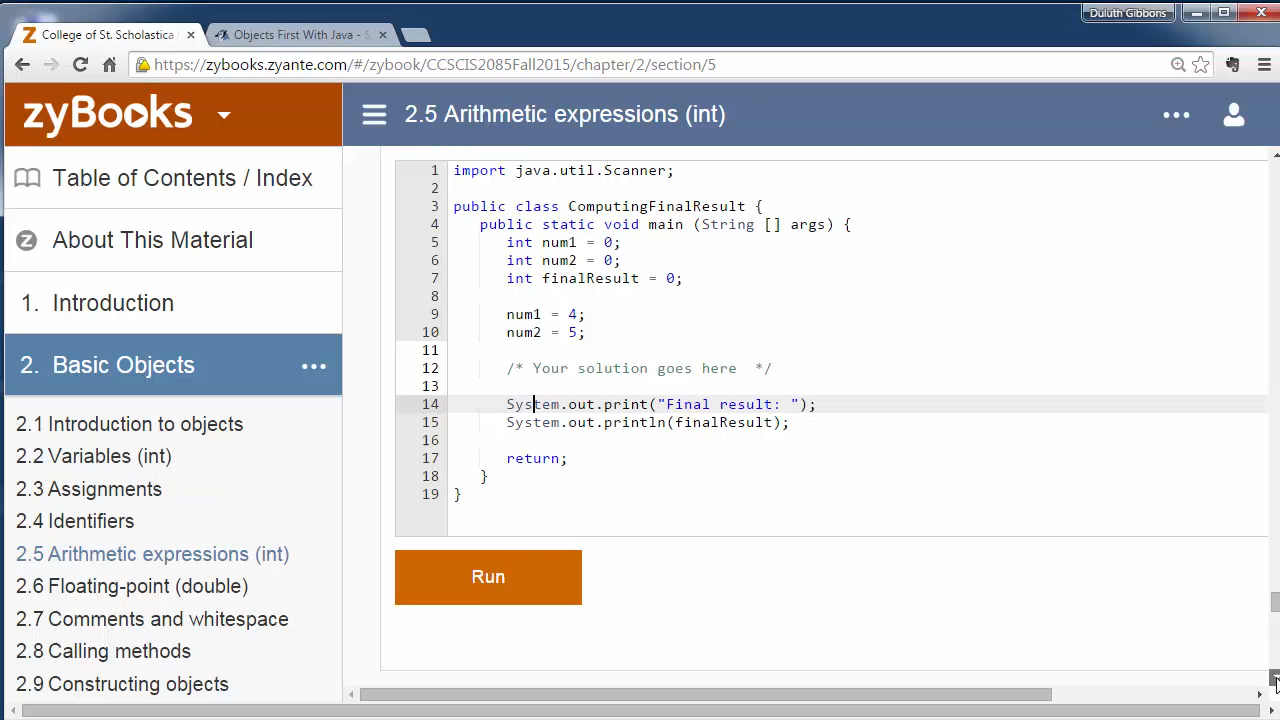 Duluth Gibbons
College of St. Scholastica
Objects First With Java - S
https://zybooks.zyante.com/#/zybook/CCSCIS2085Fall2015/chapter/2/section/5
zyBooks
2.5 Arithmetic expressions (int)
Table of Contents / Index
About This Material
1. Introduction
2. Basic Objects
2.1 Introduction to objects
2.2 Variables (int)
2.3 Assignments
2.4 Identifiers
2.5 Arithmetic expressions (int)
2.6 Floating-point (double)
2.7 Comments and whitespace
2.8 Calling methods
2.9 Constructing objects
1 import java.util.Scanner;
2
3 public class ComputingFinalResult {
4 public static void main (String [] args) {
5 int num1 = 0;
6 int num2 = 0;
7 int finalResult = 0;
8
9 num1 = 4;
10 num2 = 5;
11
12 /* Your solution goes here  */
13
14 System.out.print("Final result: ");
15 System.out.println(finalResult);
16
17 return;
18 }
19 }
Run